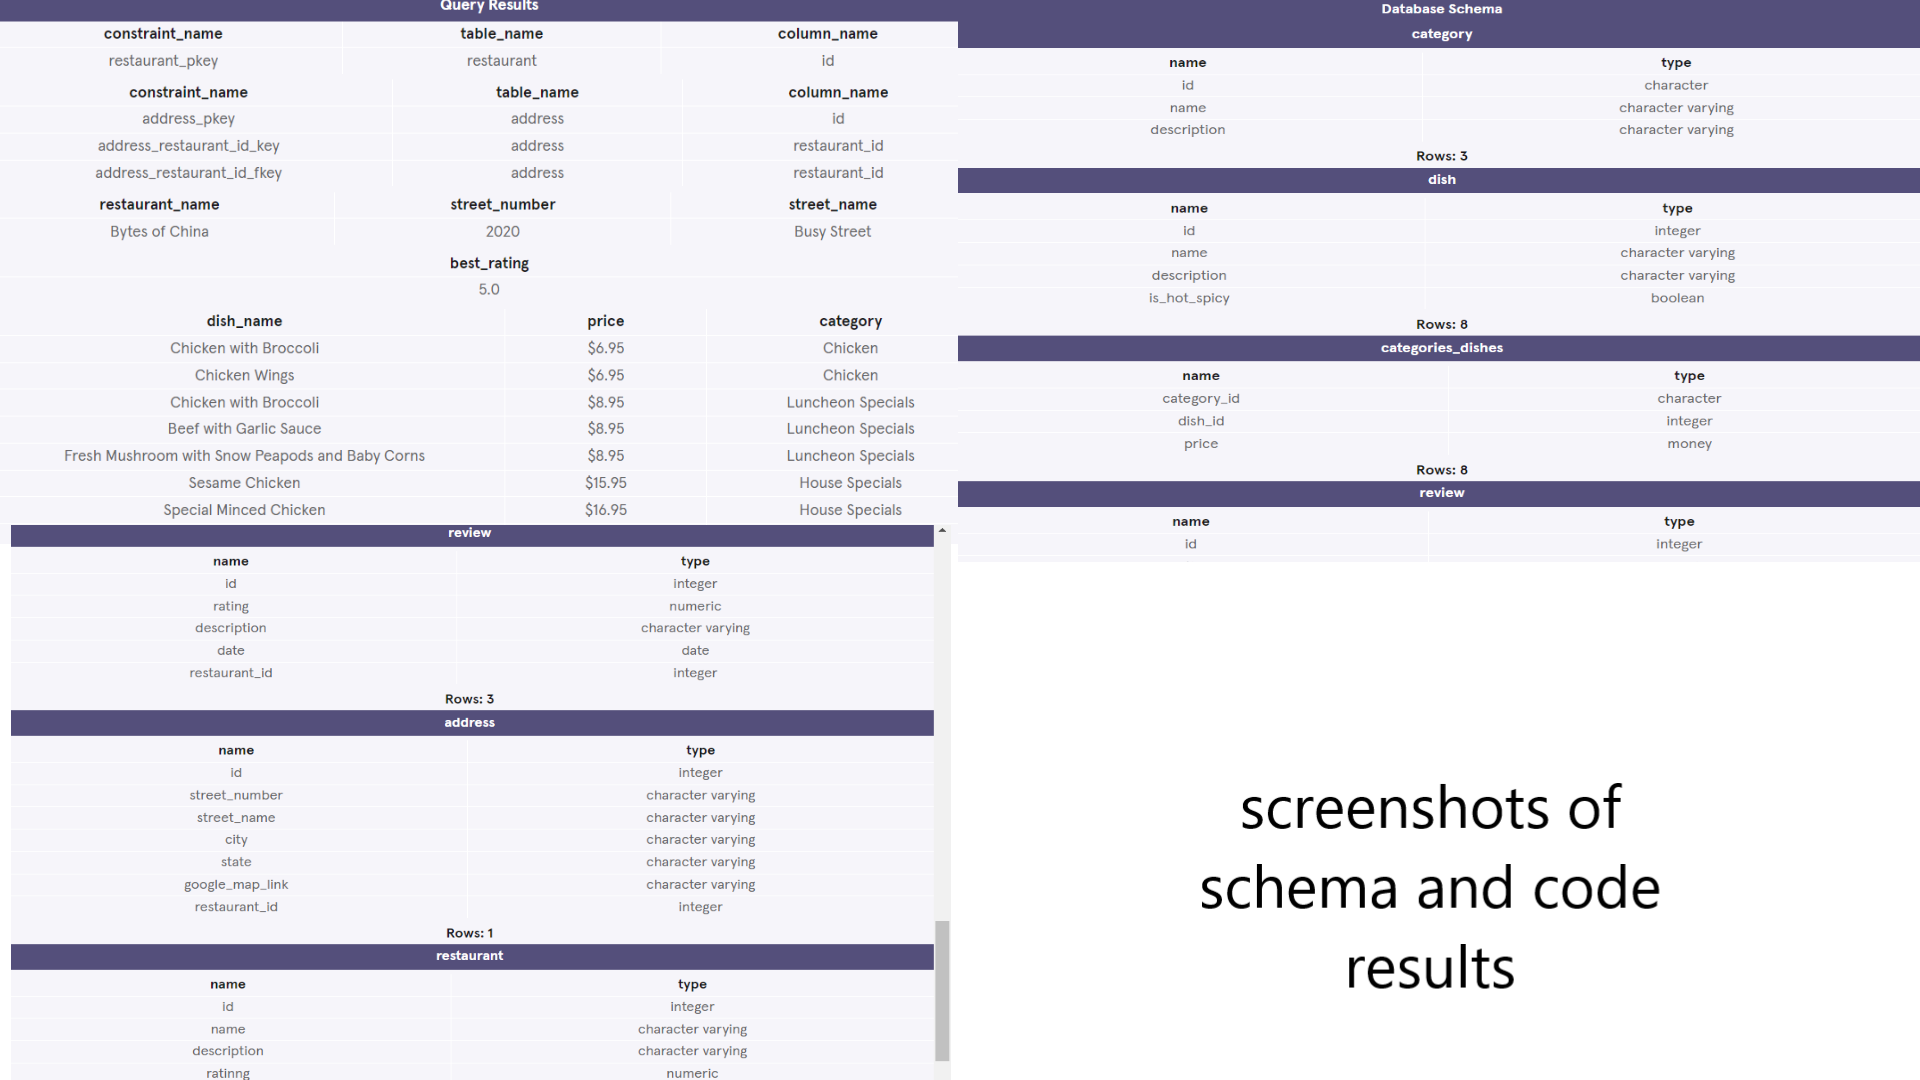 Query Results
constraint_name table_name column_name
restaurant_pkey restaurant id
constraint_name table_name column_name
address_pkey address id
address_restaurant_id_key address restaurant_id
address_restaurant_id_fkey address restaurant_id
restaurant_name street_number street_name
Bytes of China 2020 Busy Street
best_rating
5.0
dish_name price category
Chicken with Broccoli $6.95 Chicken
Chicken Wings $6.95 Chicken
Chicken with Broccoli $8.95 Luncheon Specials
Beef with Garlic Sauce $8.95 Luncheon Specials
Fresh Mushroom with Snow Peapods and Baby Corns $8.95 Luncheon Specials
Sesame Chicken $15.95 House Specials
Special Minced Chicken $16.95 House Specials
Database Schema
category
name type
id character
name character varying
description character varying
Rows: 3
dish
name type
id integer
name character varying
description character varying
is_hot_spicy boolean
Rows: 8
categories_dishes
name type
category_id character
dish_id integer
price money
Rows: 8
review
name type
id integer
review
name type
id integer
rating numeric
description character varying
date date
restaurant_id integer
Rows: 3
address
name type
id integer
street_number character varying
street_name character varying
city character varying
state character varying
google_map_link character varying
restaurant_id integer
Rows: 1
restaurant
name type
id integer
name character varying
description character varying
ratinng numeric
screenshots of
schema and code
results